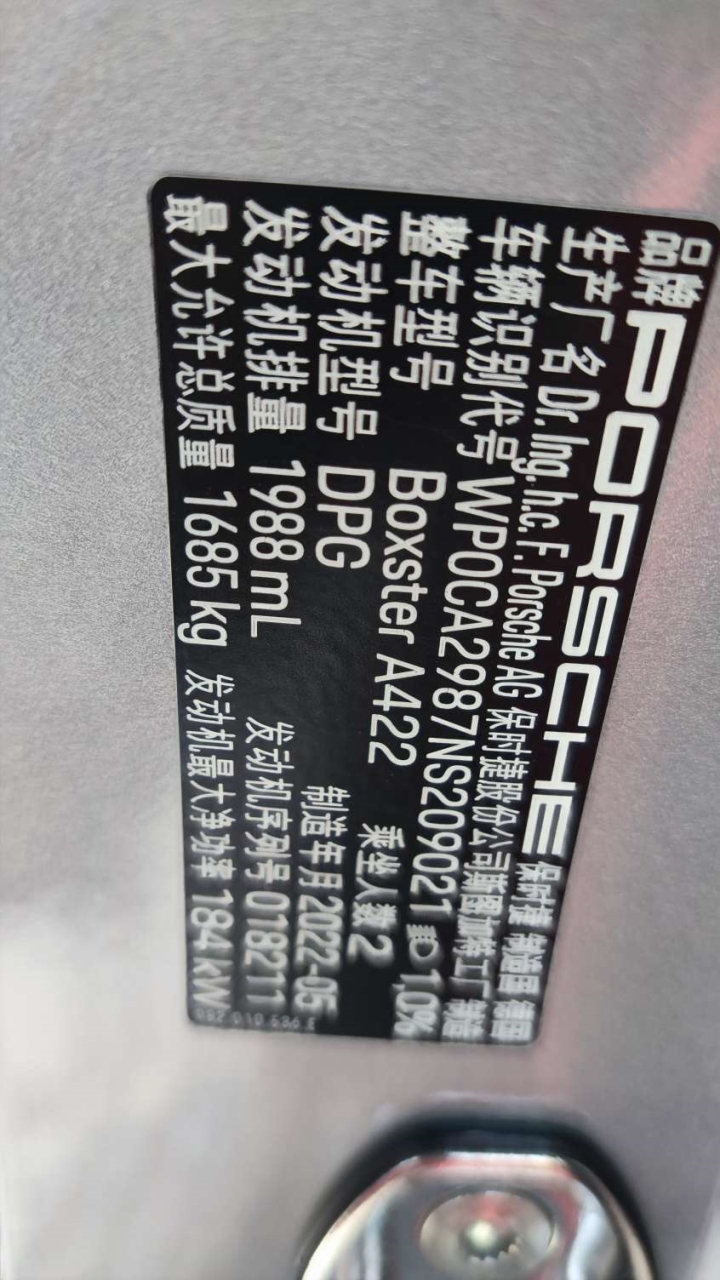 品牌 PORSCHE 保时捷 制造国 德国
生产厂名 Dr. Ing. h.c. F. Porsche AG 保时捷股份公司斯图加特工厂 制造
车辆识别代号 WP0CA2987NS209021 1,0%
整车型号 Boxster A422 乘坐人数 2
发动机型号 DPG 制造年月 2022-05
发动机排量 1988 mL 发动机序列号 018211
最大允许总质量 1685 kg 发动机最大净功率 184 kW